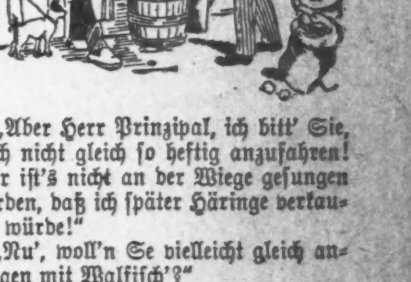 „Aber Herr Prinzipal, ich bitt' Sie,
ch nicht gleich so heftig anzufahren!
r ist's nicht an der Wiege gesungen
rden, daß ich später Häringe verkau=
würde!"
„Nu', woll'n Se vielleicht gleich an=
gen mit Walfisch'?"